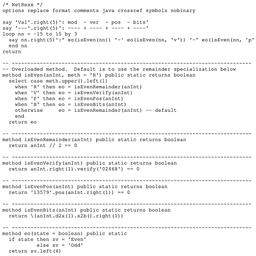 /* NetRexx */
options replace format comments java crossref symbols nobinary

say 'Val'.right(5)': mod - ver  - pos  - bits'
say '---'.right(5)': ---- + ---- + ---- + ----'
loop nn = -15 to 15 by 3
  say nn.right(5)':' eo(isEven(nn)) '-' eo(isEven(nn, 'v')) '-' eo(isEven(nn, 'p'
  end nn
return

-- Overloaded method.  Default is to use the remainder specialization below
method isEven(anInt, meth = 'R') public static returns boolean
  select case meth.upper().left(1)
    when 'R' then eo = isEvenRemainder(anInt)
    when 'V' then eo = isEvenVerify(anInt)
    when 'P' then eo = isEvenPos(anInt)
    when 'B' then eo = isEvenBits(anInt)
    otherwise     eo = isEvenRemainder(anInt) -- default
    end
  return eo

method isEvenRemainder(anInt) public static returns boolean
  return anInt // 2 == 0

method isEvenVerify(anInt) public static returns boolean
  return anInt.right(1).verify('02468') == 0

method isEvenPos(anInt) public static returns boolean
  return '13579'.pos(anInt.right(1)) == 0

method isEvenBits(anInt) public static returns boolean
  return \(anInt.d2x(1).x2b().right(1))

method eo(state = boolean) public static
  if state then sv = 'Even'
           else sv = 'Odd'
  return sv.left(4)